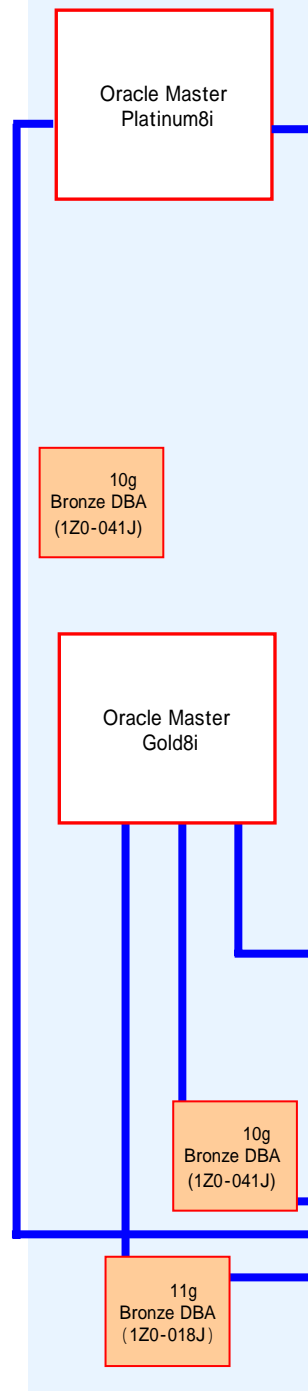 Oracle Master
Platinum8i
10g
Bronze DBA
(1Z0-041J)
Oracle Master
Gold8i
10g
Bronze DBA
(1Z0-041J)
11g
Bronze DBA
(1Z0-018J)